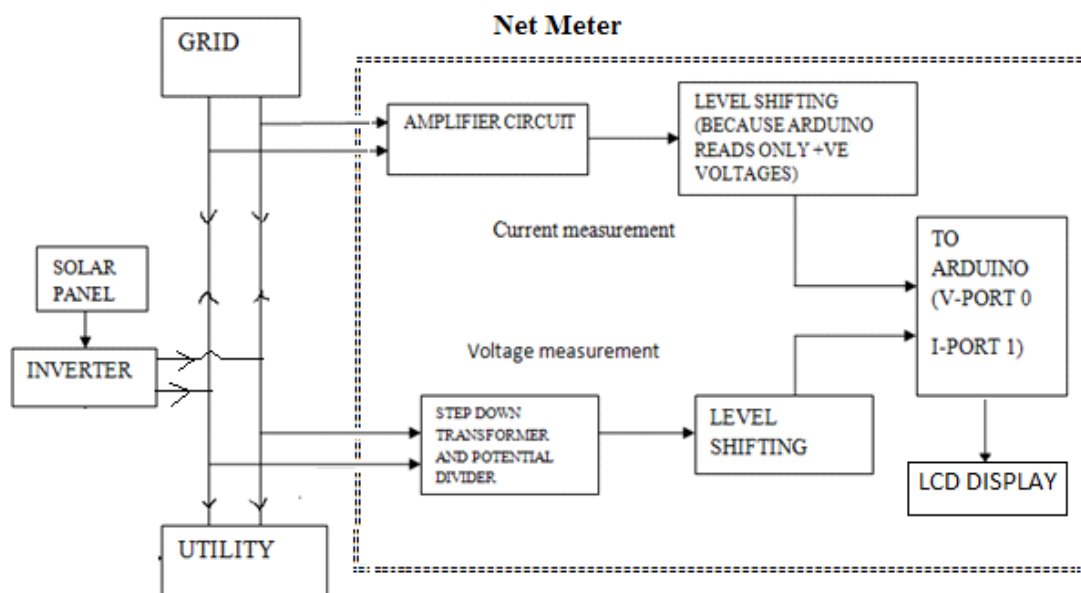 Net Meter
GRID
AMPLIFIER CIRCUIT
LEVEL SHIFTING
(BECAUSE ARDUINO
READS ONLY +VE
VOLTAGES)
Current measurement
TO
ARDUINO
(V-PORT 0
I-PORT 1)
SOLAR
PANEL
INVERTER
Voltage measurement
STEP DOWN
TRANSFORMER
AND POTENTIAL
DIVIDER
LEVEL
SHIFTING
LCD DISPLAY
UTILITY